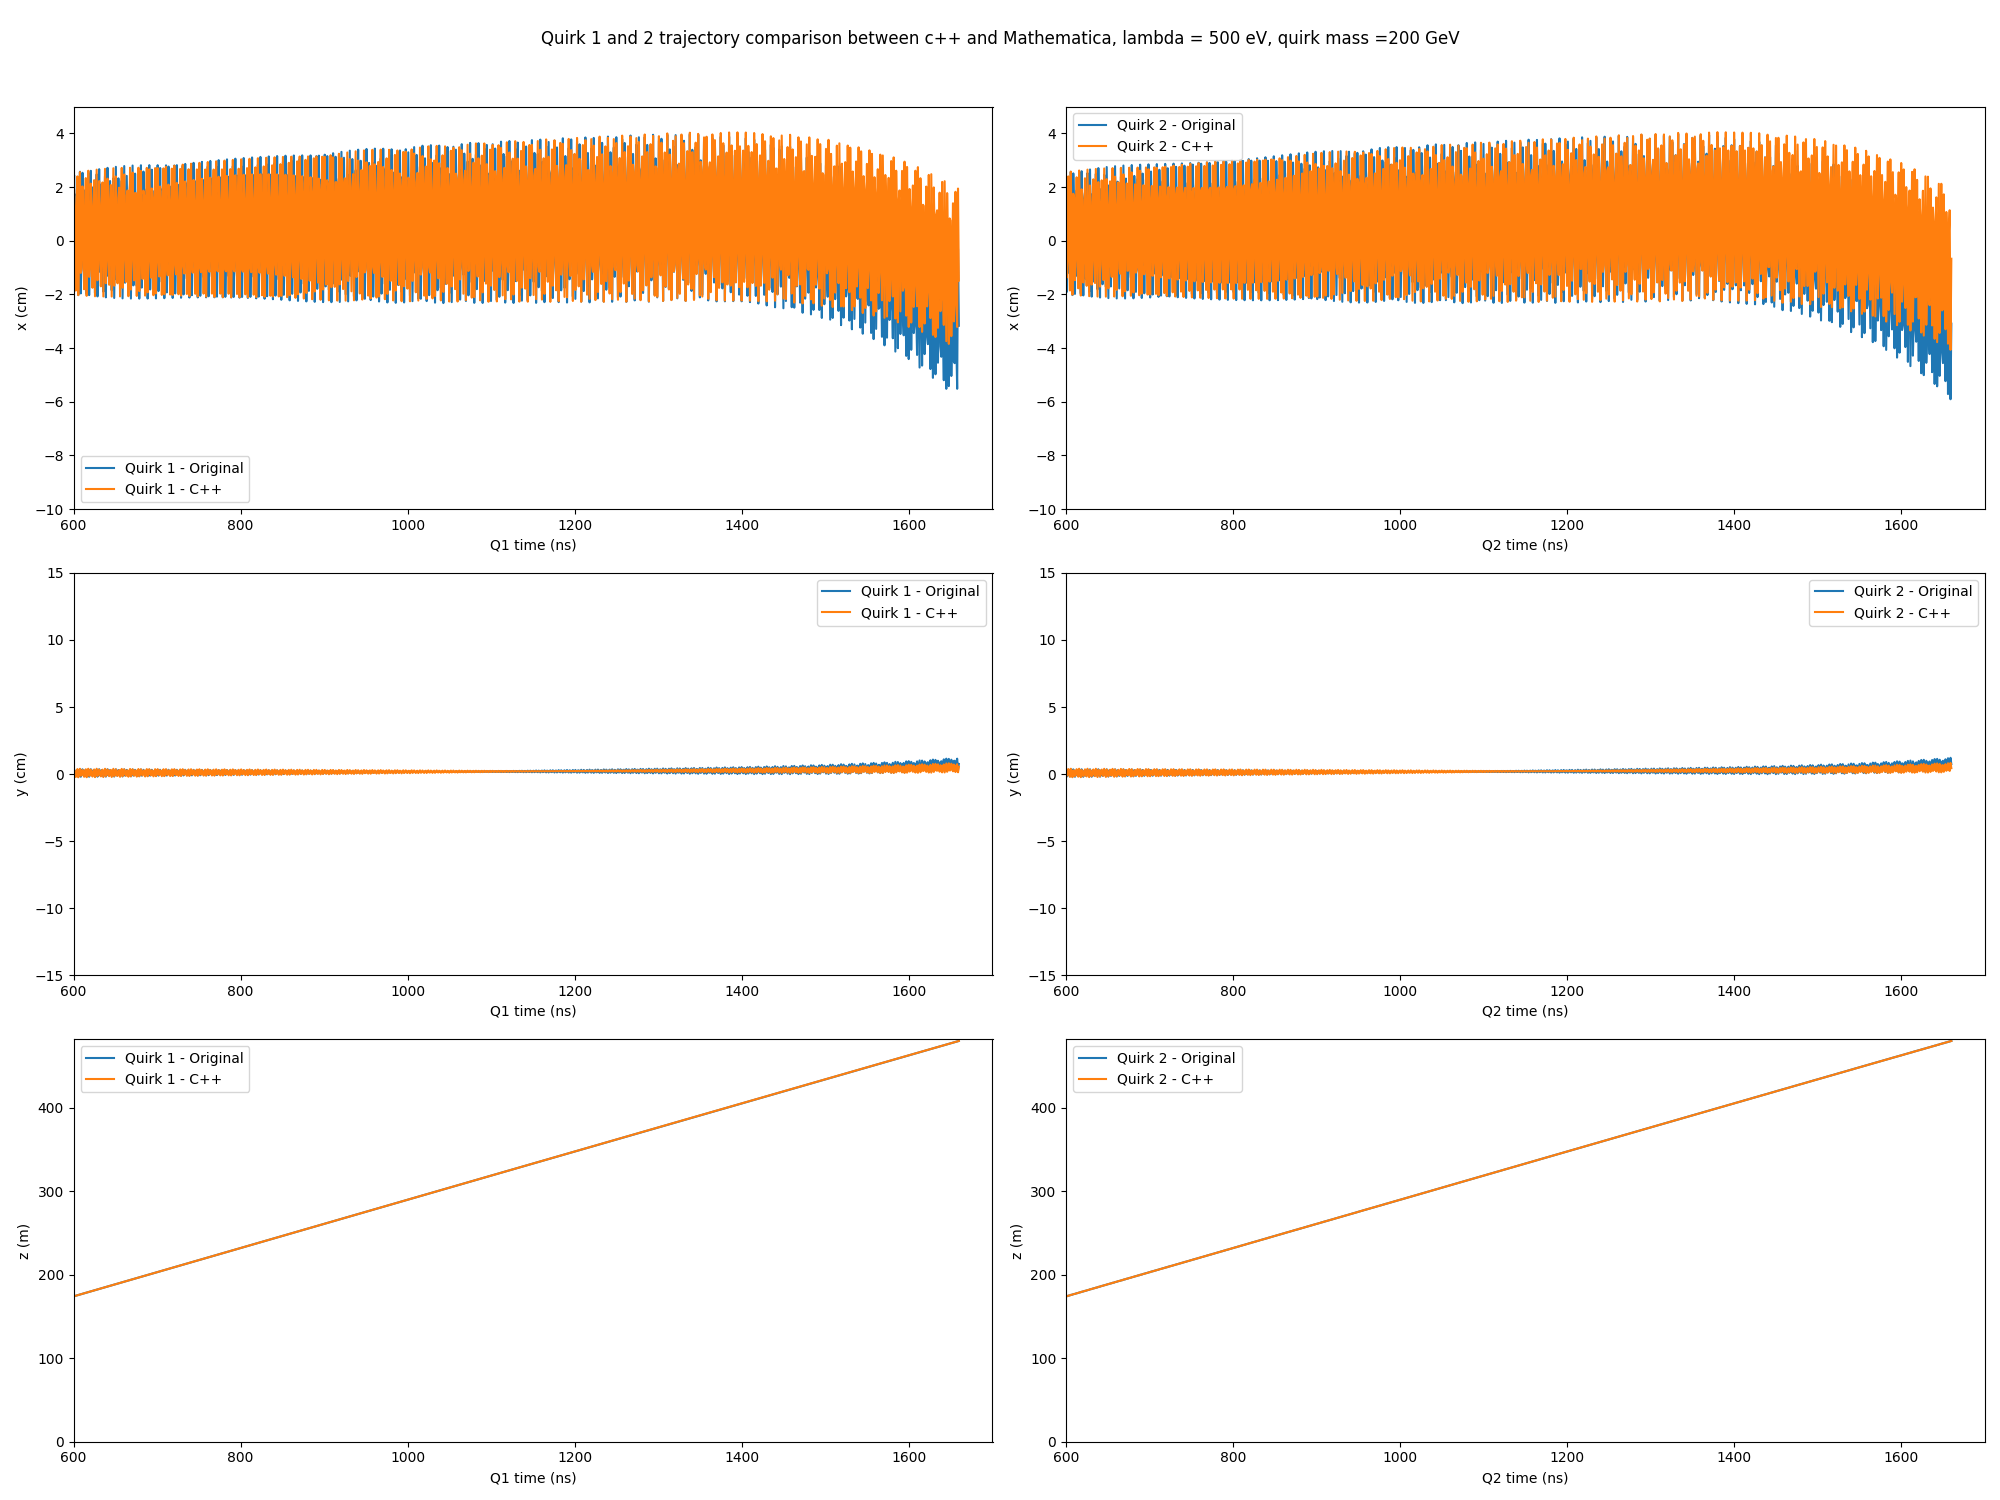 Quirk 1 and 2 trajectory comparison between c++ and Mathematica, lambda = 500 eV, quirk mass =200 GeV
4
2
0
−2
−4
−6
−8
−10
x (cm)
Quirk 1 - Original
Quirk 1 - C++
600 800 1000 1200 1400 1600
Q1 time (ns)
4
2
0
−2
−4
−6
−8
−10
x (cm)
Quirk 2 - Original
Quirk 2 - C++
600 800 1000 1200 1400 1600
Q2 time (ns)
15
10
5
0
−5
−10
−15
y (cm)
Quirk 1 - Original
Quirk 1 - C++
600 800 1000 1200 1400 1600
Q1 time (ns)
15
10
5
0
−5
−10
−15
y (cm)
Quirk 2 - Original
Quirk 2 - C++
600 800 1000 1200 1400 1600
Q2 time (ns)
400
300
200
100
0
z (m)
Quirk 1 - Original
Quirk 1 - C++
600 800 1000 1200 1400 1600
Q1 time (ns)
400
300
200
100
0
z (m)
Quirk 2 - Original
Quirk 2 - C++
600 800 1000 1200 1400 1600
Q2 time (ns)